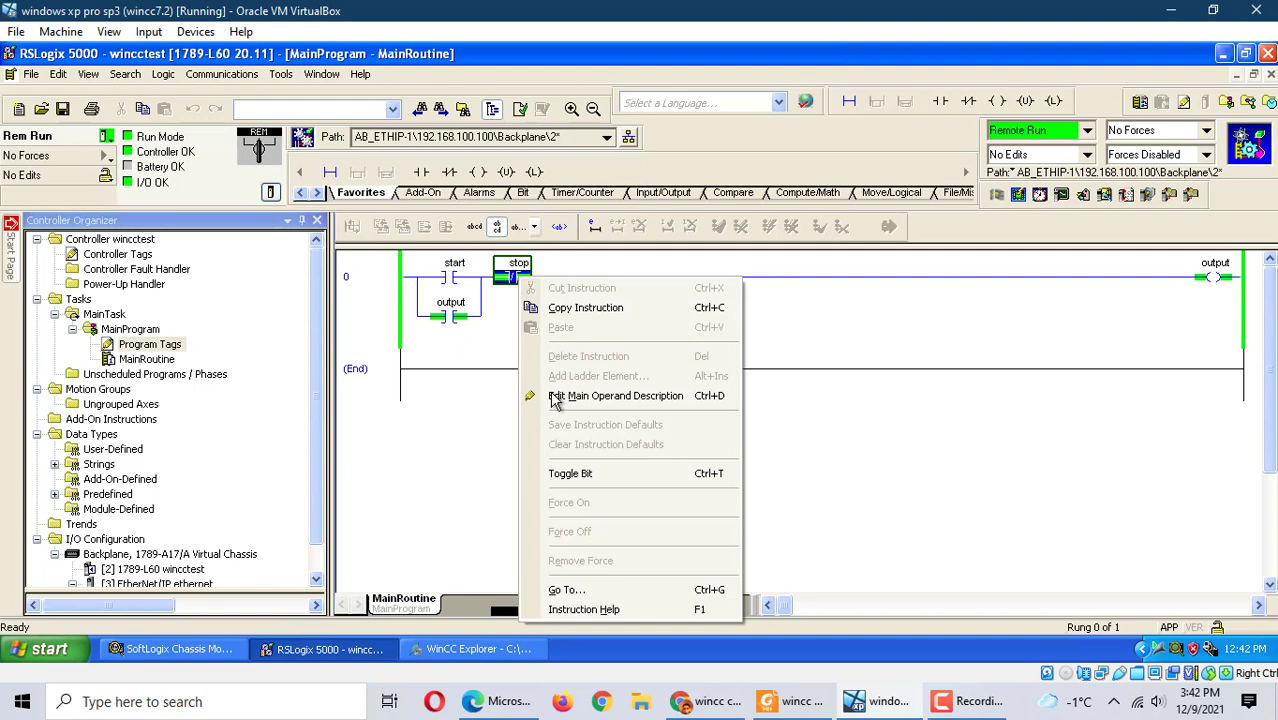 windows xp pro sp3 (wincc7.2) [Running] - Oracle VM VirtualBox
File Machine View Input Devices Help
RSLogix 5000 - wincctest [1789-L60 20.11] - [MainProgram - MainRoutine]
File Edit View Search Logic Communications Tools Window Help
Select a Language...
Rem Run
No Forces
No Edits
Run Mode
Controller OK
Battery OK
I/O OK
REM
Path: AB_ETHIP-1\192.168.100.100\Backplane\2*
Favorites Add-On Alarms Bit Timer/Counter Input/Output Compare Compute/Math Move/Logical File/Mis
Remote Run No Forces
No Edits Forces Disabled
Path:* AB_ETHIP-1\192.168.100.100\Backplane\2*
Start Page
Controller Organizer
Controller wincctest
Controller Tags
Controller Fault Handler
Power-Up Handler
Tasks
MainTask
MainProgram
Program Tags
MainRoutine
Unscheduled Programs / Phases
Motion Groups
Ungrouped Axes
Add-On Instructions
Data Types
User-Defined
Strings
Add-On-Defined
Predefined
Module-Defined
Trends
I/O Configuration
Backplane, 1789-A17/A Virtual Chassis
[2] 1789-L60 wincctest
[3] EtherNet/IP ethernet
abcd ab cd ab...
start stop output
0
output
(End)
Cut Instruction Ctrl+X
Copy Instruction Ctrl+C
Paste Ctrl+V
Delete Instruction Del
Add Ladder Element... Alt+Ins
Edit Main Operand Description Ctrl+D
Save Instruction Defaults
Clear Instruction Defaults
Toggle Bit Ctrl+T
Force On
Force Off
Remove Force
Go To... Ctrl+G
Instruction Help F1
MainRoutine
MainProgram
Ready
Rung 0 of 1 APP VER
start SoftLogix Chassis Mo... RSLogix 5000 - wincc... WinCC Explorer - C:\... 12:42 PM
Right Ctrl
Type here to search
Micros... wincc c... wincc ... windo... Recordi... -1°C
3:42 PM
12/9/2021